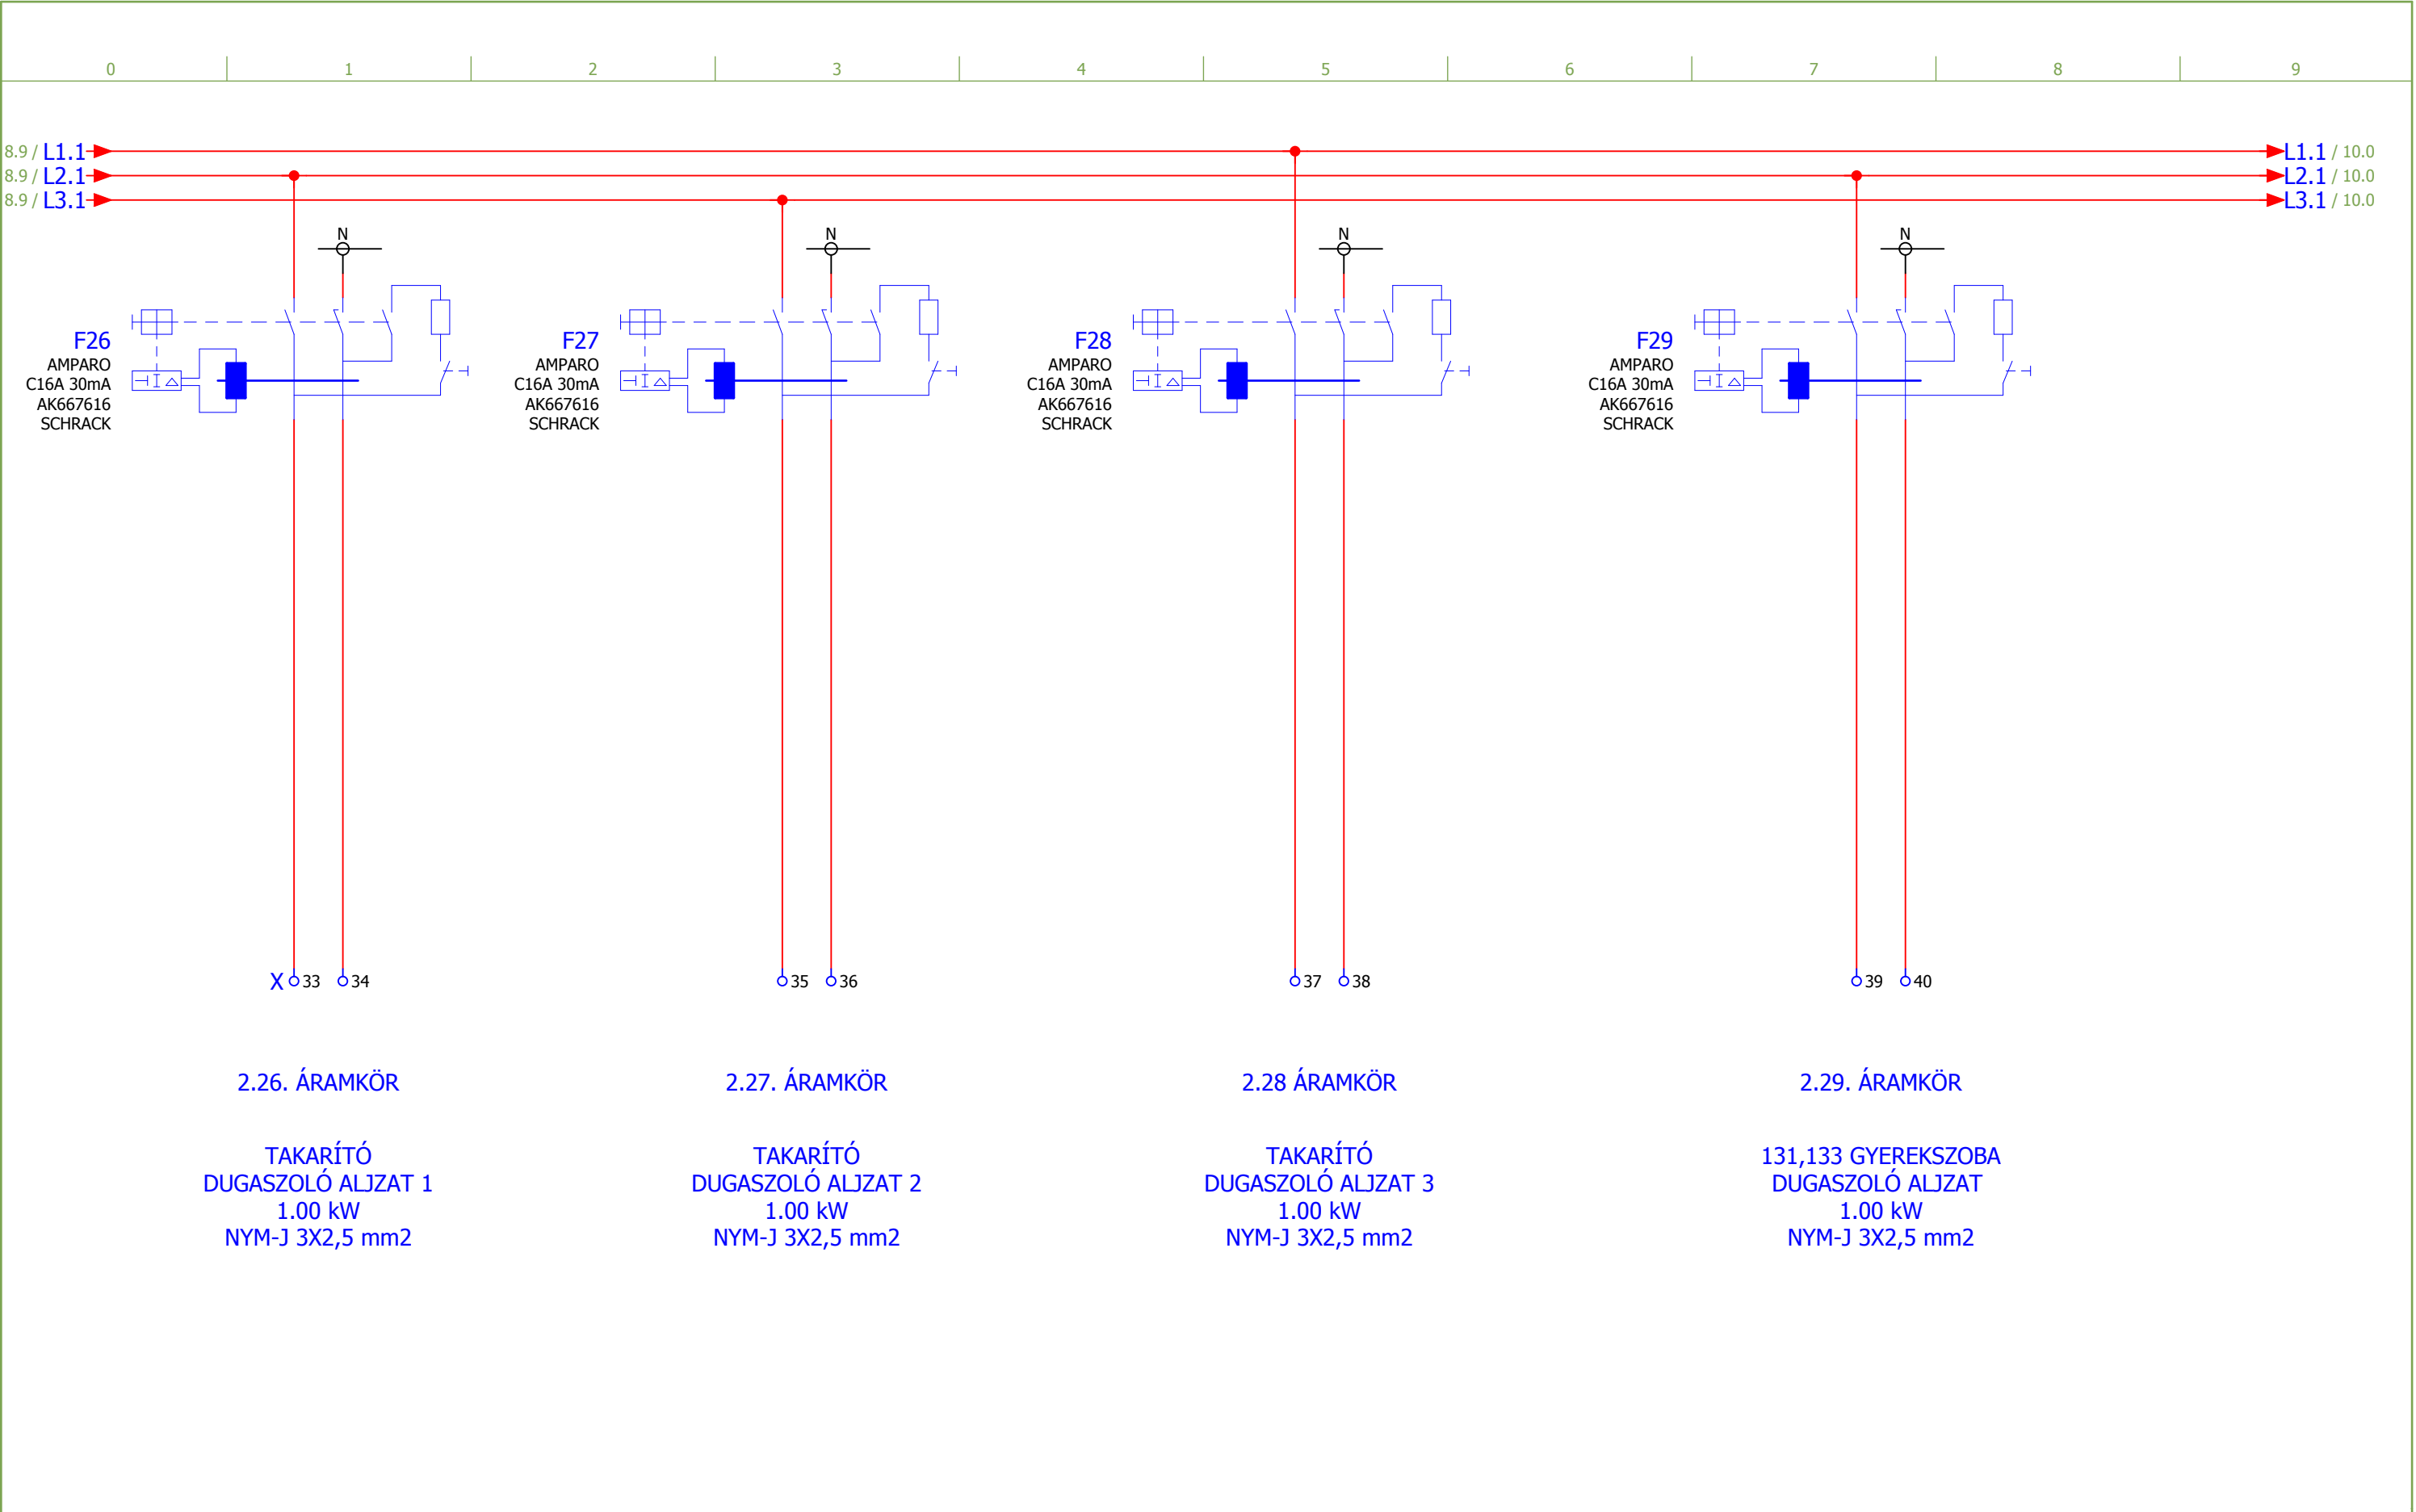 0 1 2 3 4 5 6 7 8 9
8.9 / L1.1 L1.1 / 10.0
8.9 / L2.1 L2.1 / 10.0
8.9 / L3.1 L3.1 / 10.0
N N N N
F26
AMPARO
C16A 30mA
AK667616
SCHRACK
F27
AMPARO
C16A 30mA
AK667616
SCHRACK
F28
AMPARO
C16A 30mA
AK667616
SCHRACK
F29
AMPARO
C16A 30mA
AK667616
SCHRACK
X 33 34 35 36 37 38 39 40
2.26. ÁRAMKÖR
TAKARÍTÓ
DUGASZOLÓ ALJZAT 1
1.00 kW
NYM-J 3X2,5 mm2
2.27. ÁRAMKÖR
TAKARÍTÓ
DUGASZOLÓ ALJZAT 2
1.00 kW
NYM-J 3X2,5 mm2
2.28 ÁRAMKÖR
TAKARÍTÓ
DUGASZOLÓ ALJZAT 3
1.00 kW
NYM-J 3X2,5 mm2
2.29. ÁRAMKÖR
131,133 GYEREKSZOBA
DUGASZOLÓ ALJZAT
1.00 kW
NYM-J 3X2,5 mm2